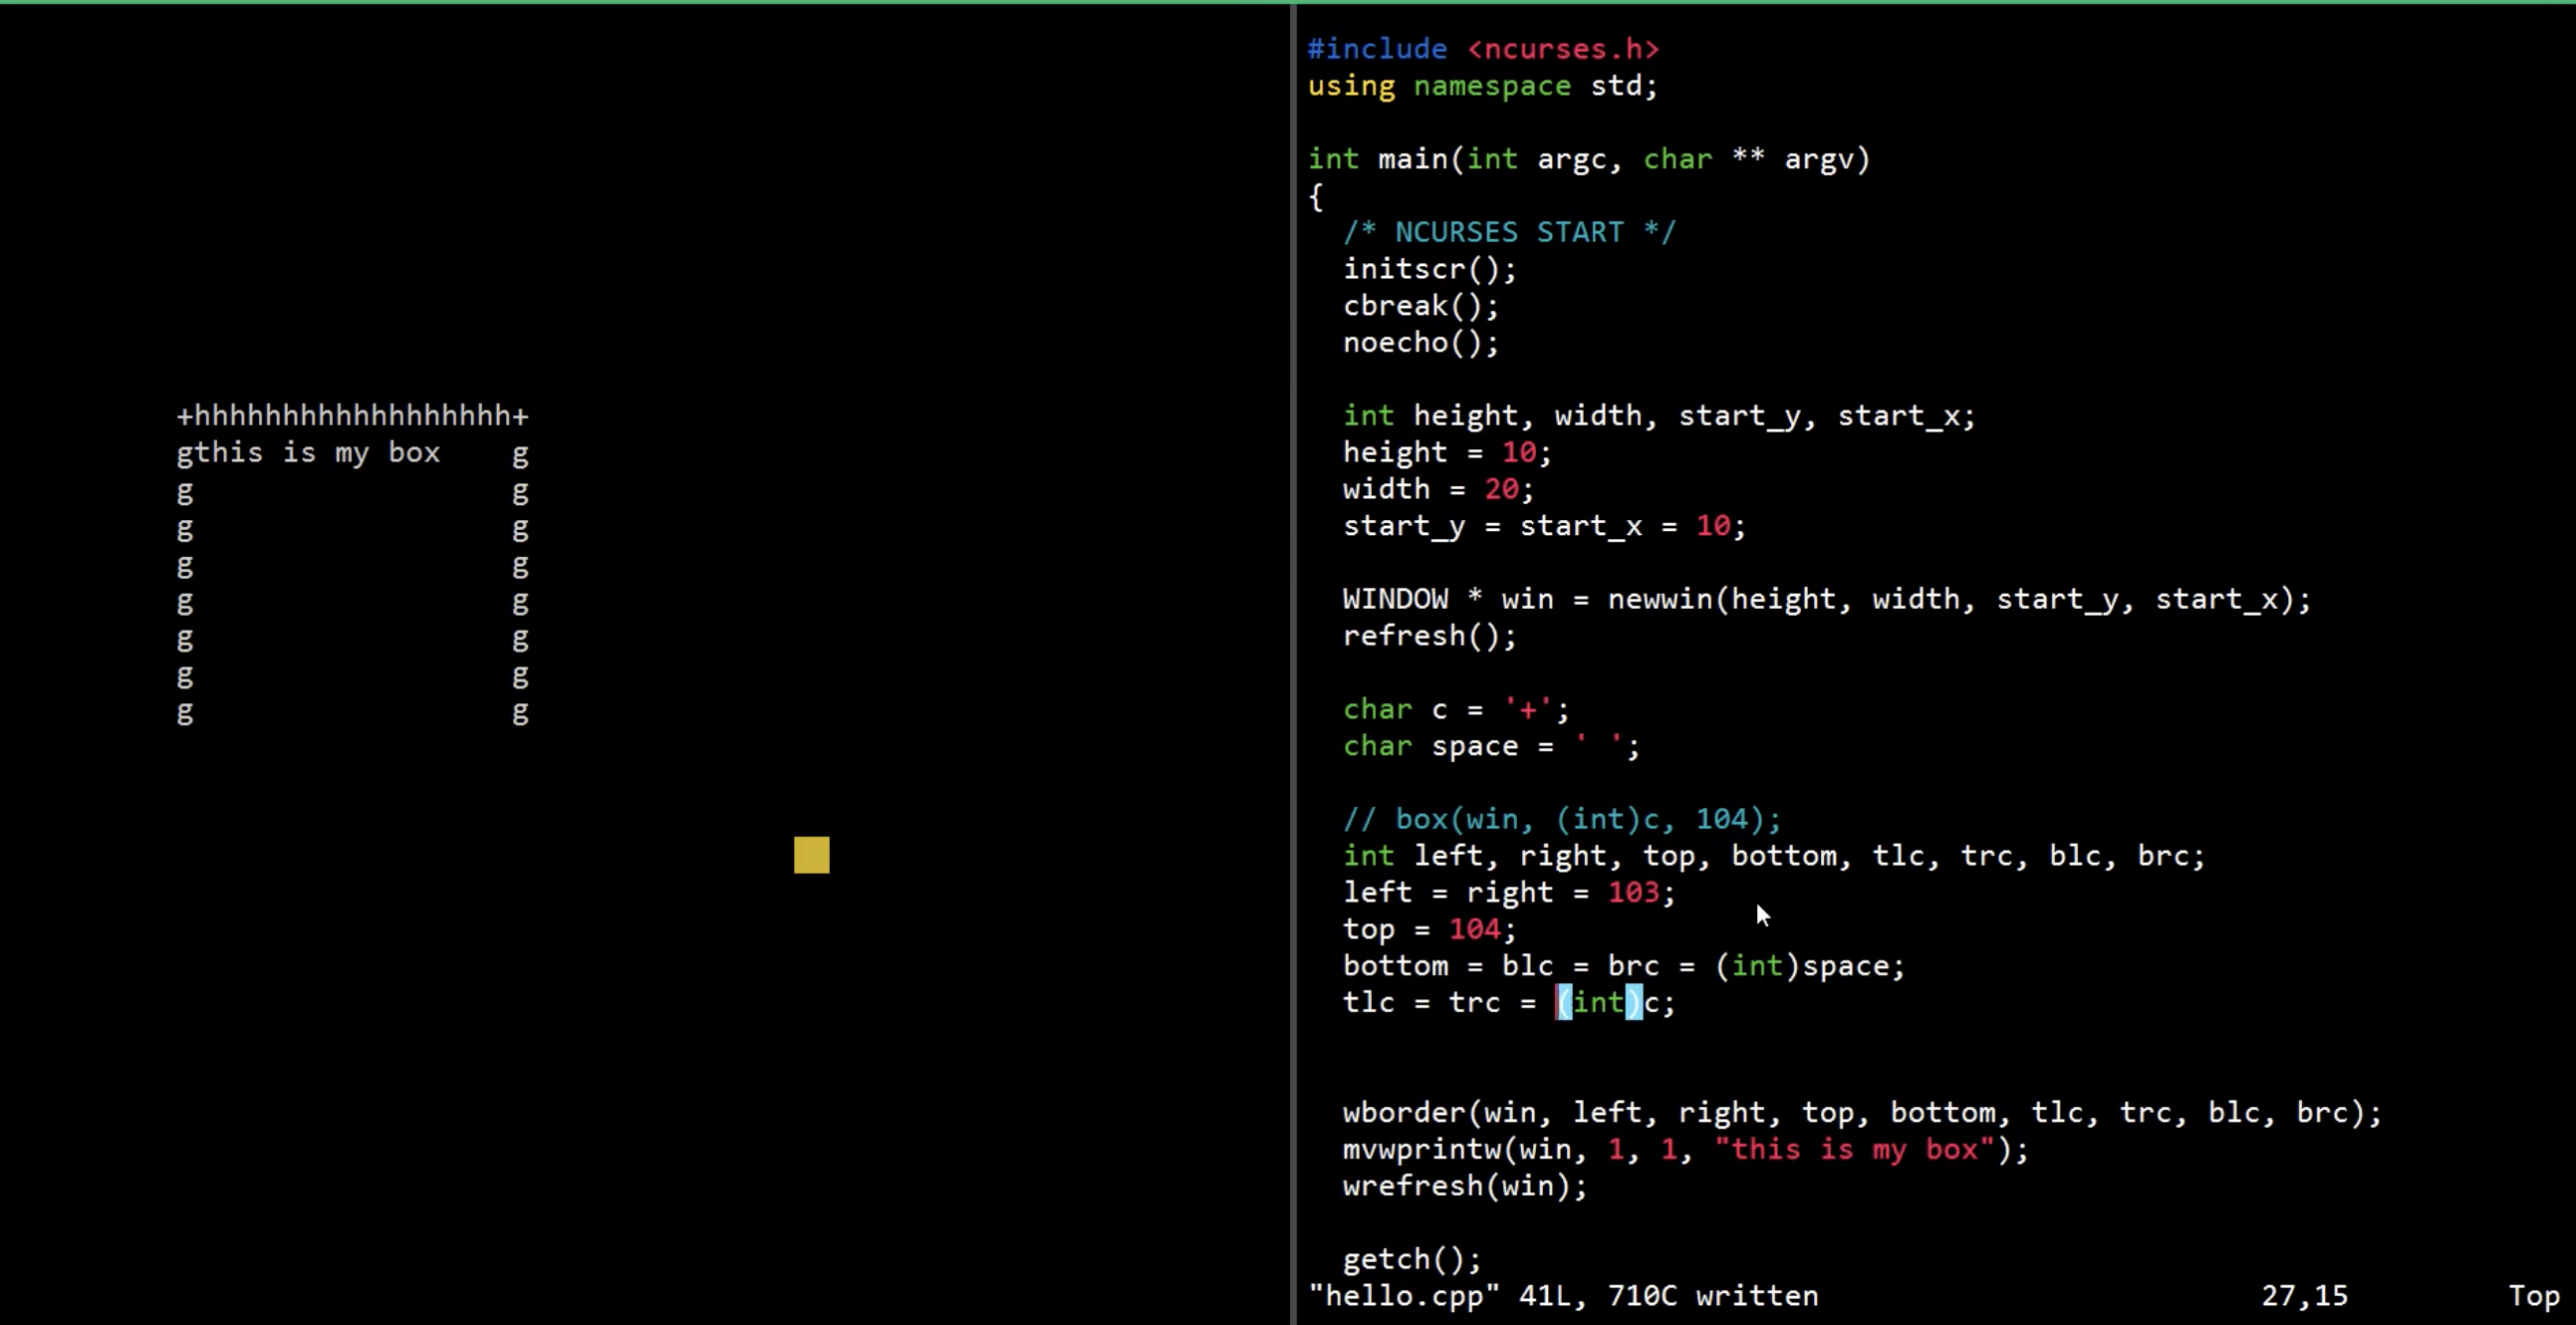 +hhhhhhhhhhhhhhhhhh+
gthis is my box    g
g                  g
g                  g
g                  g
g                  g
g                  g
g                  g
g                  g
#include <ncurses.h>
using namespace std;
int main(int argc, char ** argv)
{
  /* NCURSES START */
  initscr();
  cbreak();
  noecho();
  int height, width, start_y, start_x;
  height = 10;
  width = 20;
  start_y = start_x = 10;
  WINDOW * win = newwin(height, width, start_y, start_x);
  refresh();
  char c = '+';
  char space = ' ';
  // box(win, (int)c, 104);
  int left, right, top, bottom, tlc, trc, blc, brc;
  left = right = 103;
  top = 104;
  bottom = blc = brc = (int)space;
  tlc = trc = (int)c;
  wborder(win, left, right, top, bottom, tlc, trc, blc, brc);
  mvwprintw(win, 1, 1, "this is my box");
  wrefresh(win);
  getch();
"hello.cpp" 41L, 710C written 27,15 Top